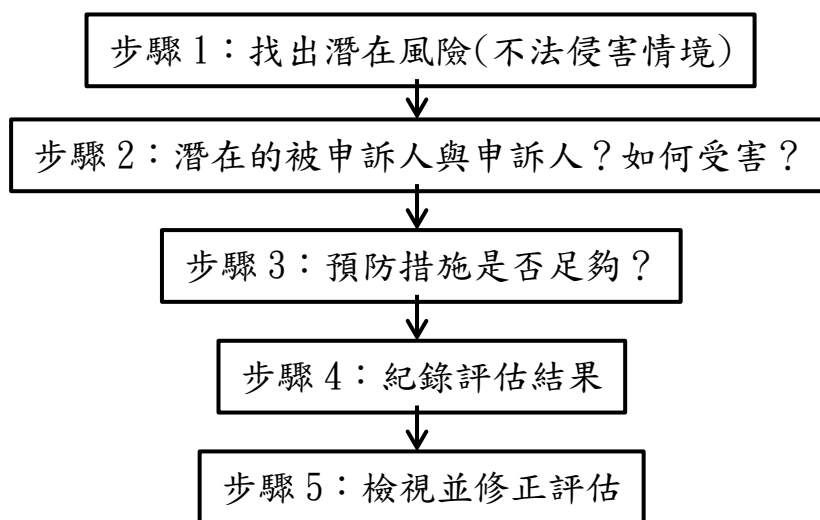 步驟 1：找出潛在風險(不法侵害情境)
步驟 2：潛在的被申訴人與申訴人？如何受害？
步驟 3：預防措施是否足夠？
步驟 4：紀錄評估結果
步驟 5：檢視並修正評估